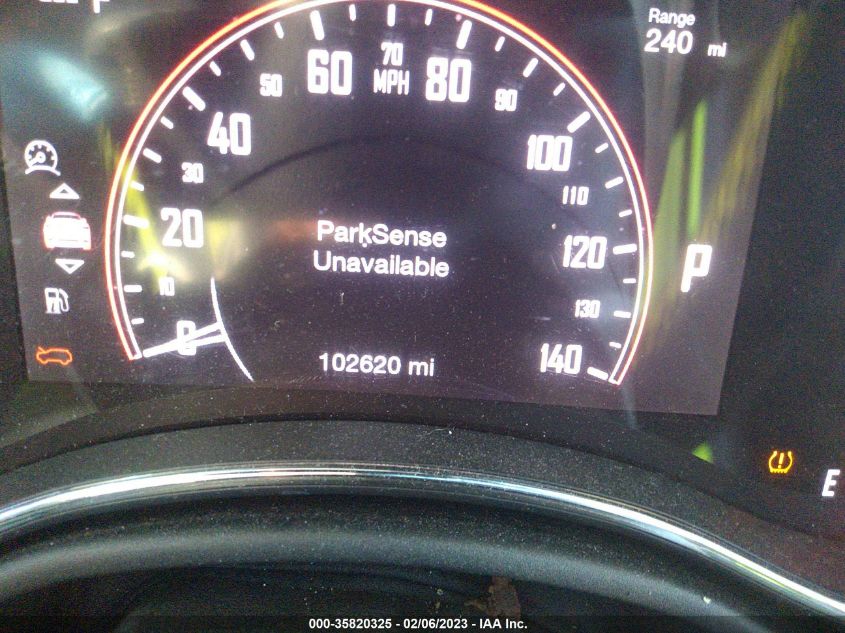 Range
240 mi
70
60 MPH 80
50 90
40 100
30 110
ParkSense
20 120 P
Unavailable
10 130
0 140
102620 mi
E
000-35820325 - 02/06/2023 - IAA Inc.